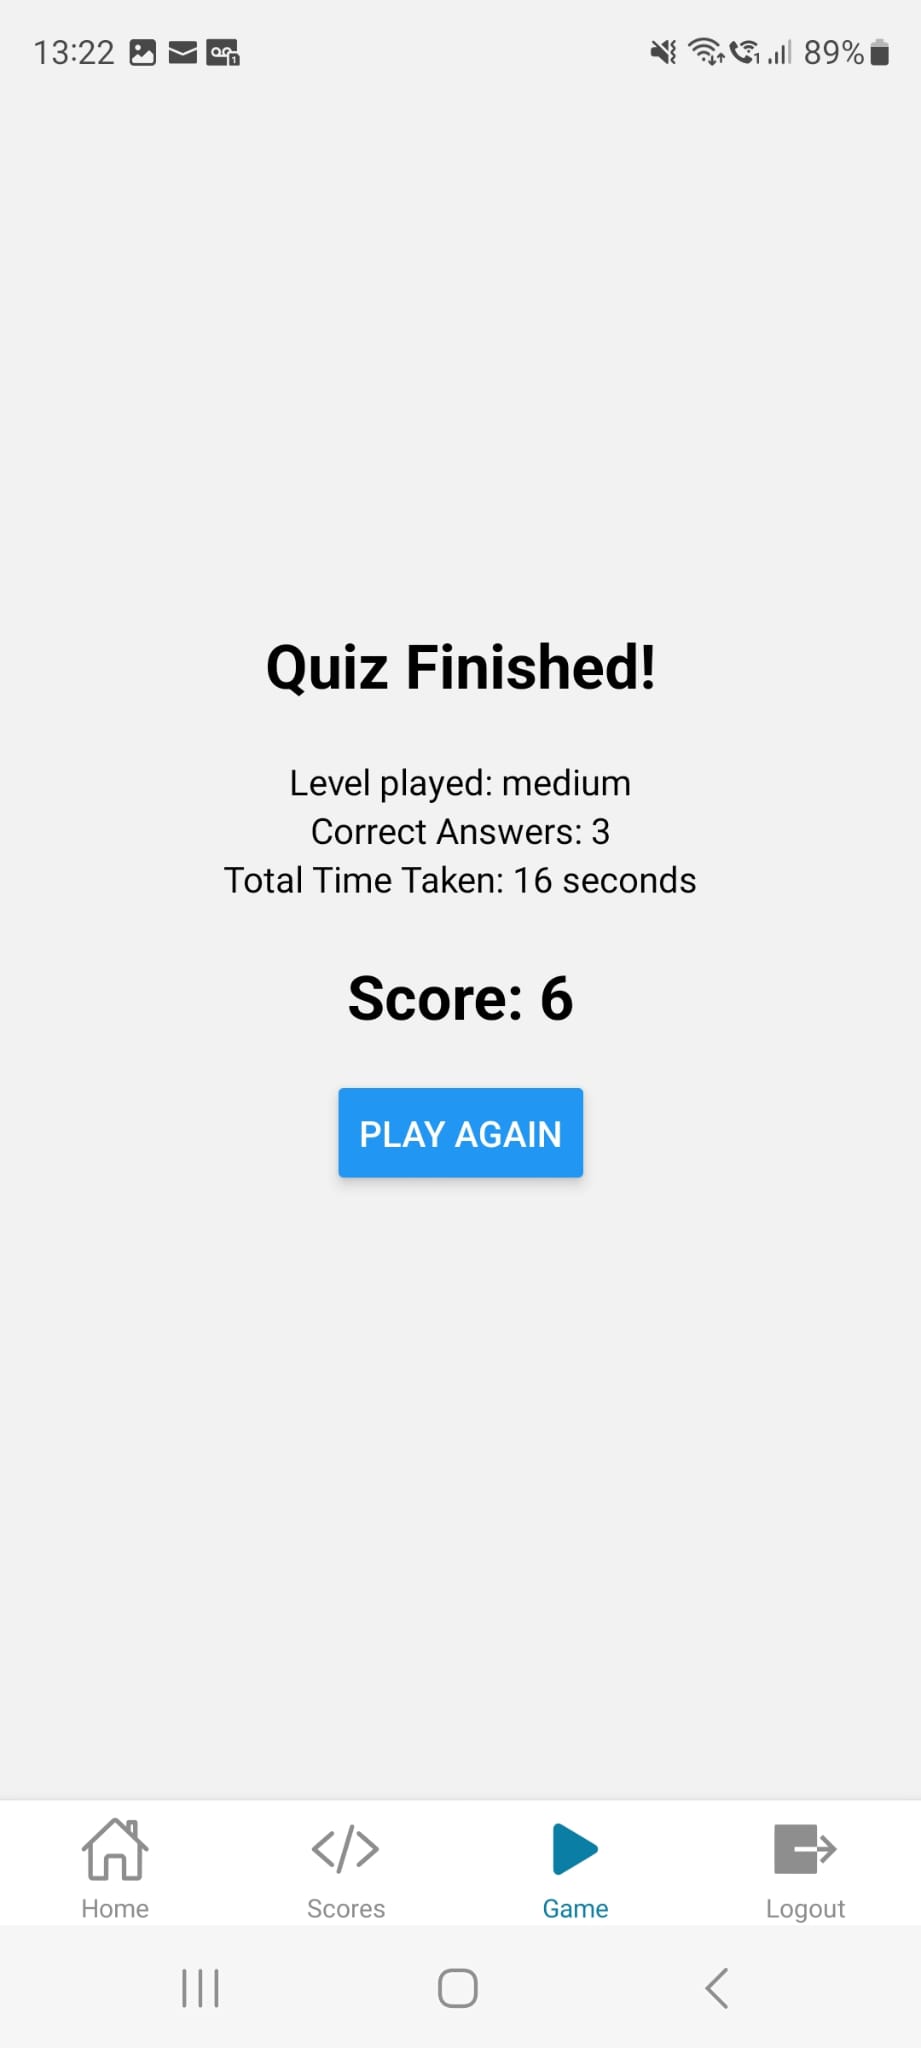 13:22 89%
Quiz Finished!
Level played: medium
Correct Answers: 3
Total Time Taken: 16 seconds
Score: 6
PLAY AGAIN
Home Scores Game Logout